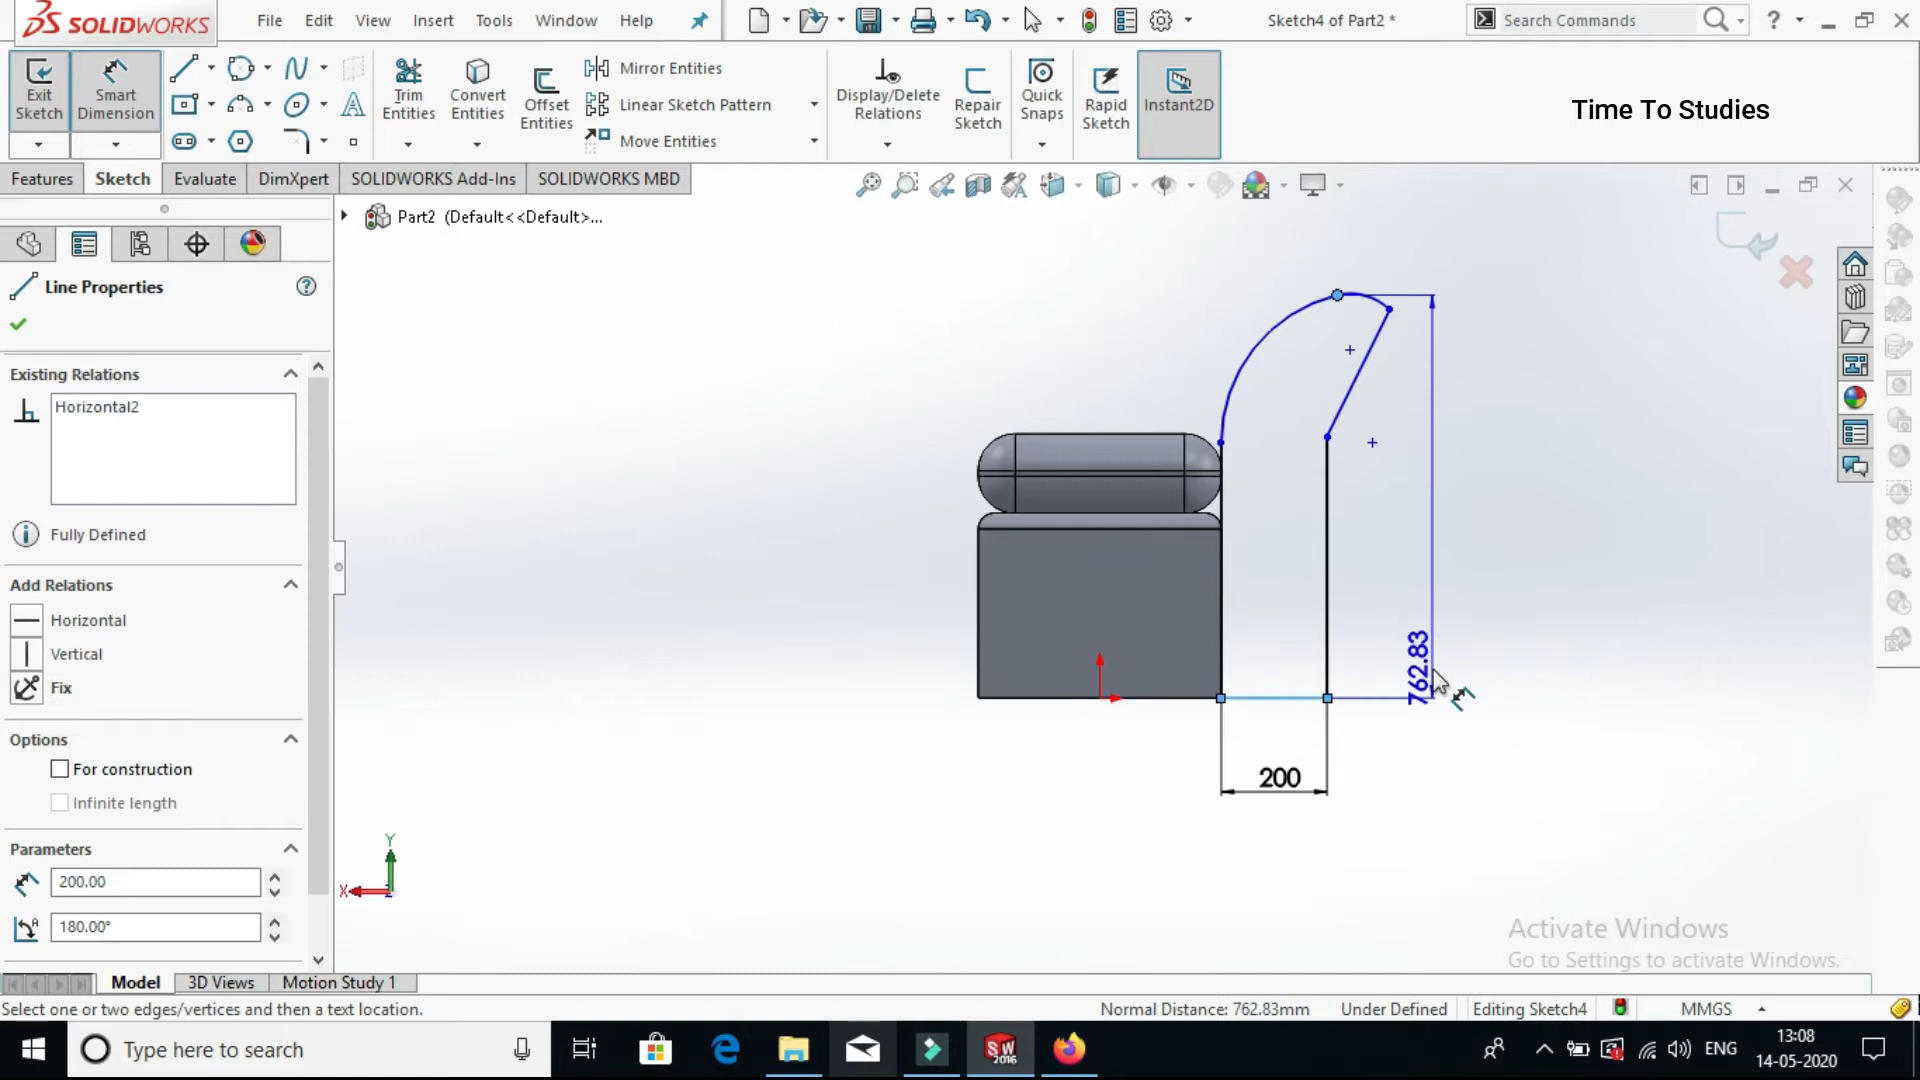 SOLIDWORKS
File
Edit
View
Insert
Tools
Window
Help
Sketch4 of Part2 *
Search Commands
Exit Sketch
Smart Dimension
Trim Entities
Convert Entities
Offset Entities
Mirror Entities
Linear Sketch Pattern
Move Entities
Display/Delete Relations
Repair Sketch
Quick Snaps
Rapid Sketch
Instant2D
Time To Studies
Features
Sketch
Evaluate
DimXpert
SOLIDWORKS Add-Ins
SOLIDWORKS MBD
Part2 (Default<<Default>...
Line Properties
Existing Relations
Horizontal2
Fully Defined
Add Relations
Horizontal
Vertical
Fix
Options
For construction
Infinite length
Parameters
200.00
180.00°
762.83
200
Y
X
Activate Windows
Go to Settings to activate Windows.
Model
3D Views
Motion Study 1
Select one or two edges/vertices and then a text location.
Normal Distance: 762.83mm
Under Defined
Editing Sketch4
MMGS
Type here to search
SW
2016
ENG
13:08
14-05-2020